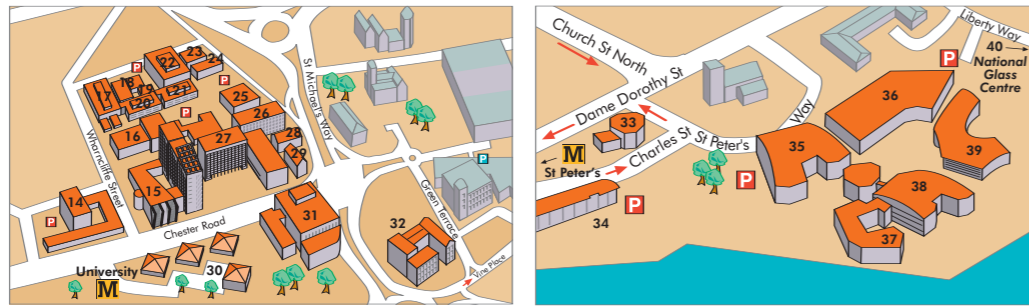 23
22
24
18
17
19
21
20
P
P
P
25
26
16
27
28
29
St Michael's Way
Wharncliffe Street
15
14
P
31
Chester Road
32
Green Terrace
P
Vine Place
University
M
30
Church St North
Dame Dorothy St
33
M
St Peter's
Charles St
St Peter's
Way
34
P
35
36
P
Liberty Way
40
National
Glass
Centre
39
38
37